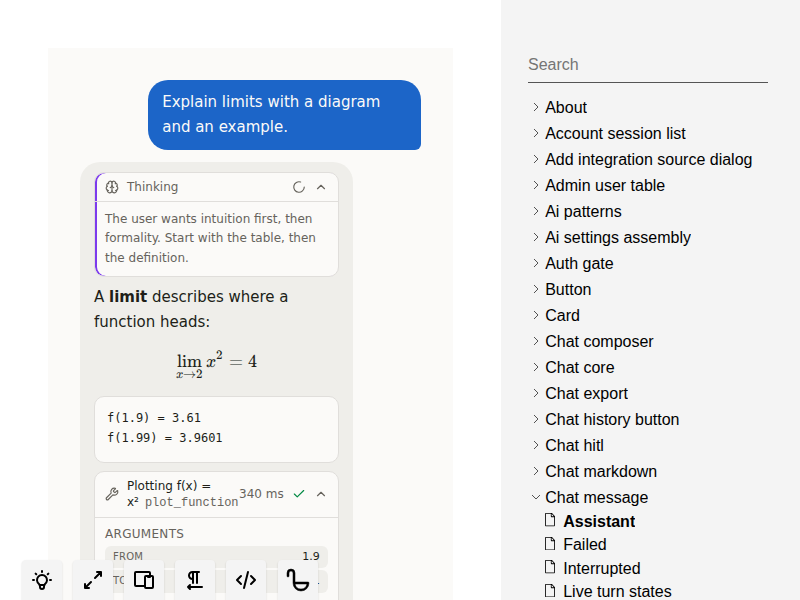 Explain limits with a diagram
and an example.
Thinking
The user wants intuition first, then
formality. Start with the table, then
the definition.
A limit describes where a
function heads:
lim x→2 x² = 4
f(1.9) = 3.61
f(1.99) = 3.9601
Plotting f(x) =
x² plot_function 340 ms
ARGUMENTS
FROM 1.9
Search
About
Account session list
Add integration source dialog
Admin user table
Ai patterns
Ai settings assembly
Auth gate
Button
Card
Chat composer
Chat core
Chat export
Chat history button
Chat hitl
Chat markdown
Chat message
Assistant
Failed
Interrupted
Live turn states